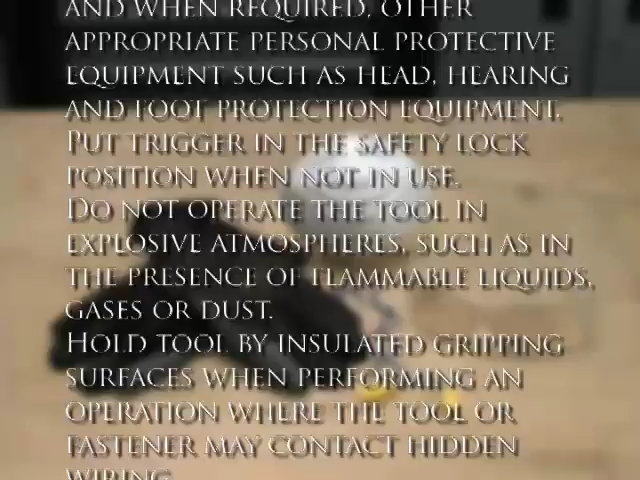 AND WHEN REQUIRED, OTHER
APPROPRIATE PERSONAL PROTECTIVE
EQUIPMENT SUCH AS HEAD, HEARING
AND FOOT PROTECTION EQUIPMENT.
PUT TRIGGER IN THE SAFETY LOCK
POSITION WHEN NOT IN USE.
DO NOT OPERATE THE TOOL IN
EXPLOSIVE ATMOSPHERES, SUCH AS IN
THE PRESENCE OF FLAMMABLE LIQUIDS,
GASES OR DUST.
HOLD TOOL BY INSULATED GRIPPING
SURFACES WHEN PERFORMING AN
OPERATION WHERE THE TOOL OR
FASTENER MAY CONTACT HIDDEN
WIRING